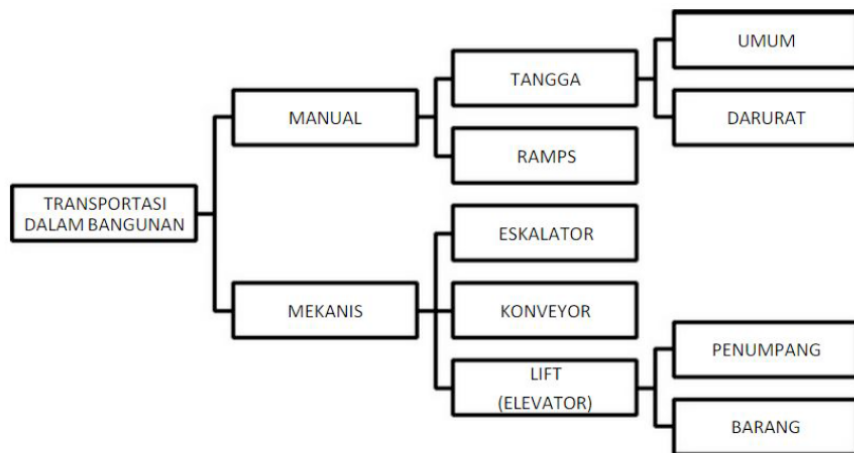 TRANSPORTASI
DALAM BANGUNAN
MANUAL
TANGGA
UMUM
DARURAT
RAMPS
MEKANIS
ESKALATOR
KONVEYOR
LIFT
(ELEVATOR)
PENUMPANG
BARANG